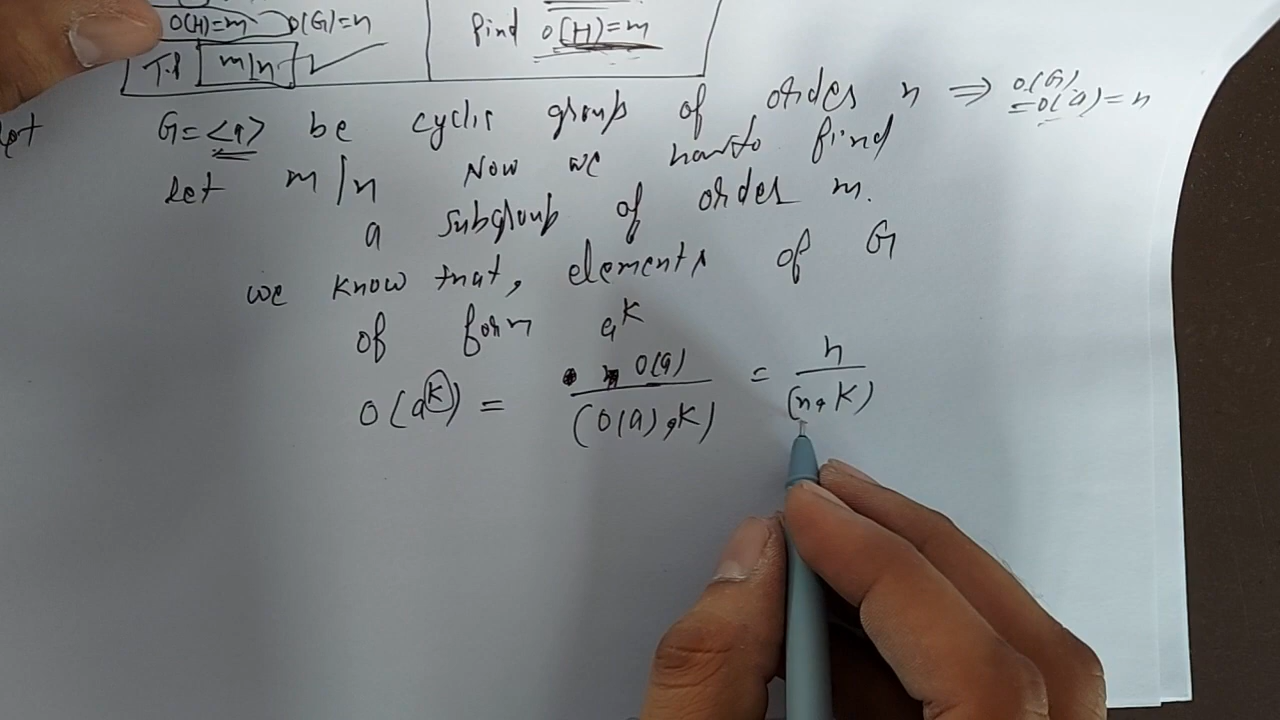 O(H)=m O(G)=n
T.P m|n
find O(H)=m
Let G=<a> be cyclic group of order n ⇒ O(G)
=O(a)=n
Let m/n Now we have to find
a subgroup of order m.
we know that, elements of G
of form a^K
O(a^K) = O(a)/(O(a),K) = n/(n,K)